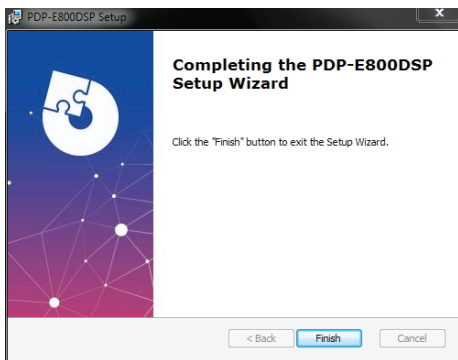 PDP-E800DSP Setup
X
Completing the PDP-E800DSP
Setup Wizard
Click the "Finish" button to exit the Setup Wizard.
< Back Finish Cancel